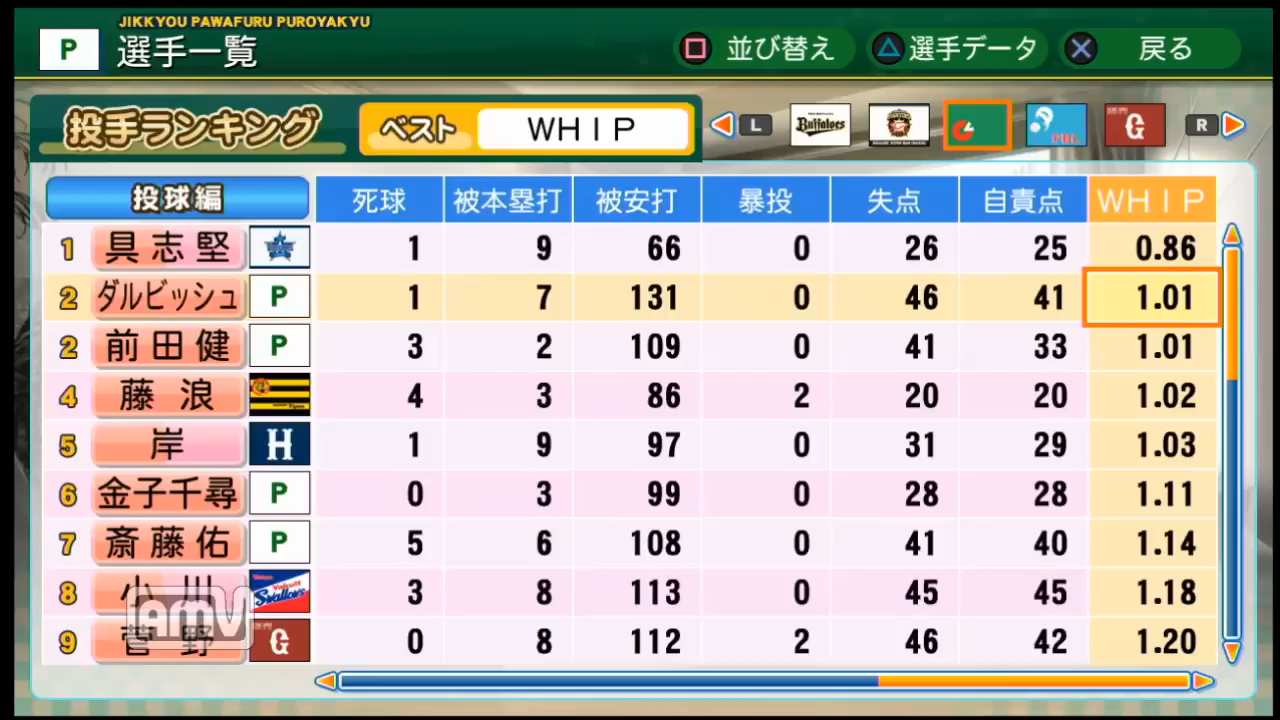 JIKKYOU PAWAFURU PUROYAKYU
P 選手一覧 並び替え 選手データ 戻る
投手ランキング ベスト WHIP L Buffaloes G R
投球編 死球 被本塁打 被安打 暴投 失点 自責点 WHIP
1 具志堅 1 9 66 0 26 25 0.86
2 ダルビッシュ P 1 7 131 0 46 41 1.01
2 前田健 P 3 2 109 0 41 33 1.01
4 藤浪 4 3 86 2 20 20 1.02
5 岸 H 1 9 97 0 31 29 1.03
6 金子千尋 P 0 3 99 0 28 28 1.11
7 斎藤佑 P 5 6 108 0 41 40 1.14
8 小川 Swallows 3 8 113 0 45 45 1.18
9 菅野 G 0 8 112 2 46 42 1.20
AMV